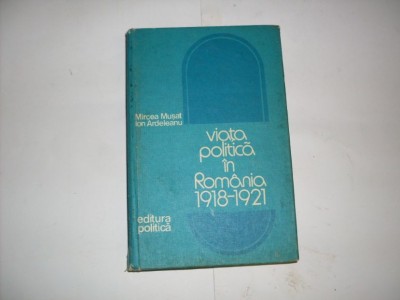 Mircea Mușat
Ion Ardeleanu
viața
politică
în
România
1918-1921
editura
politică